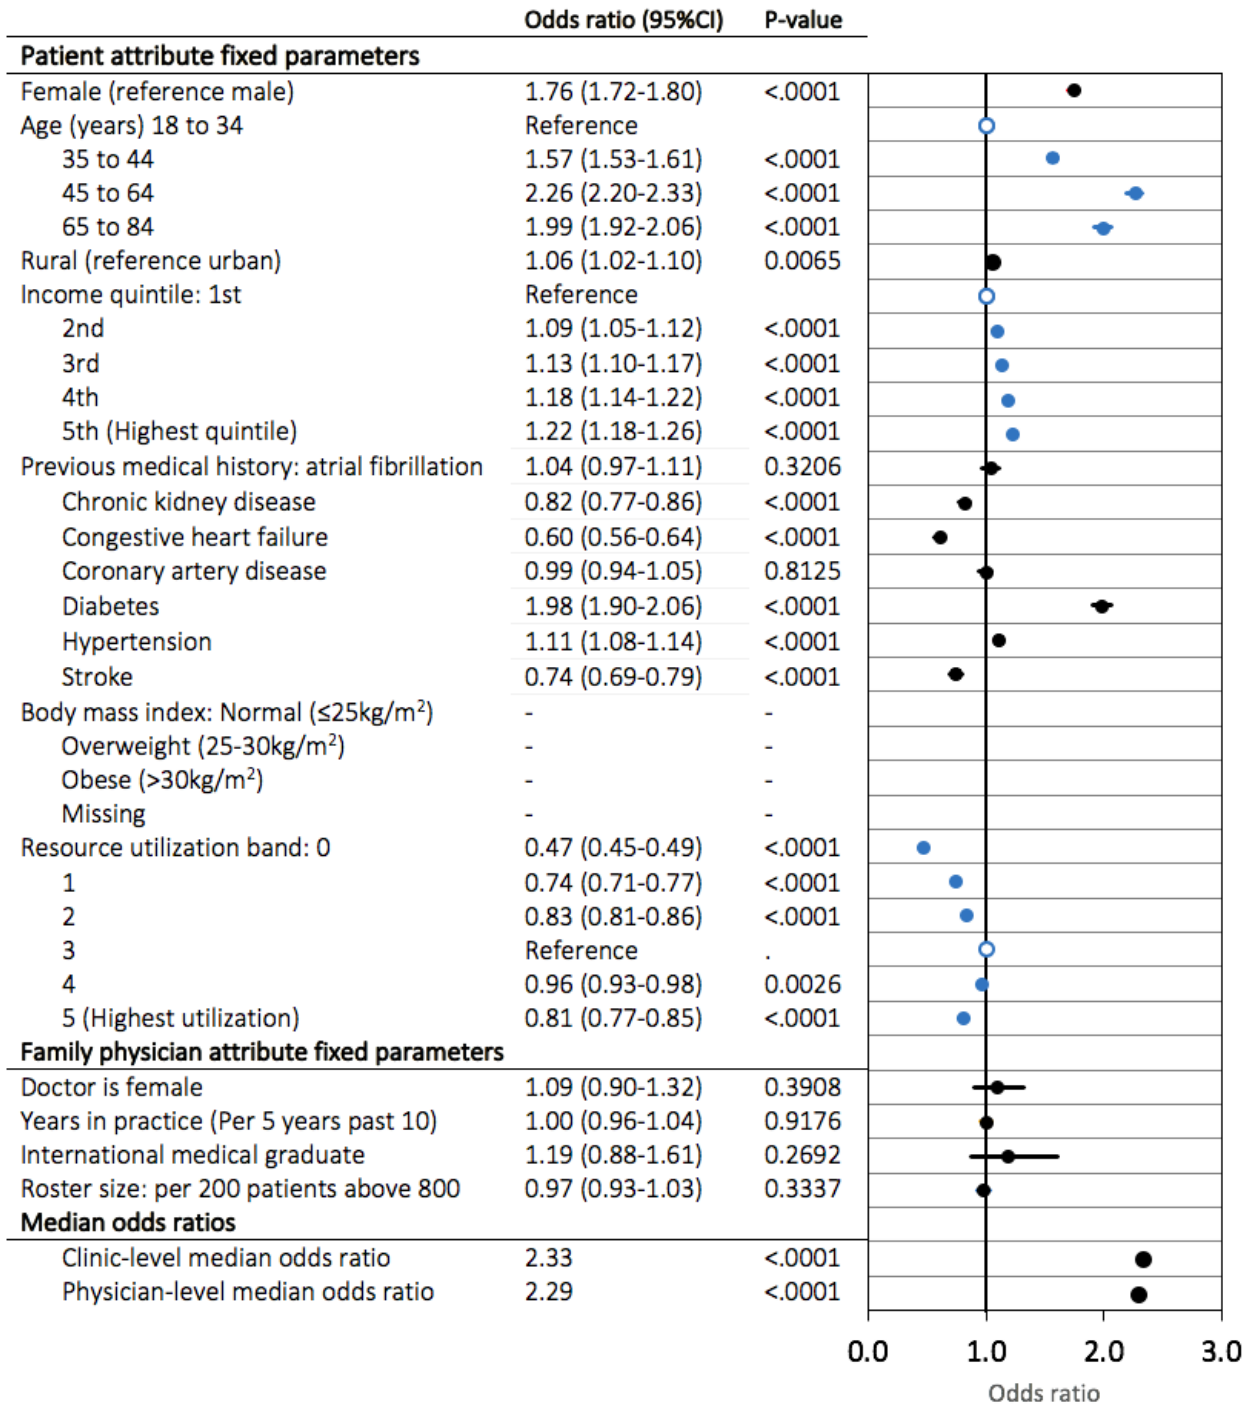 Odds ratio (95%CI) P-value
Patient attribute fixed parameters
Female (reference male) 1.76 (1.72-1.80) <.0001
Age (years) 18 to 34 Reference
35 to 44 1.57 (1.53-1.61) <.0001
45 to 64 2.26 (2.20-2.33) <.0001
65 to 84 1.99 (1.92-2.06) <.0001
Rural (reference urban) 1.06 (1.02-1.10) 0.0065
Income quintile: 1st Reference
2nd 1.09 (1.05-1.12) <.0001
3rd 1.13 (1.10-1.17) <.0001
4th 1.18 (1.14-1.22) <.0001
5th (Highest quintile) 1.22 (1.18-1.26) <.0001
Previous medical history: atrial fibrillation 1.04 (0.97-1.11) 0.3206
Chronic kidney disease 0.82 (0.77-0.86) <.0001
Congestive heart failure 0.60 (0.56-0.64) <.0001
Coronary artery disease 0.99 (0.94-1.05) 0.8125
Diabetes 1.98 (1.90-2.06) <.0001
Hypertension 1.11 (1.08-1.14) <.0001
Stroke 0.74 (0.69-0.79) <.0001
Body mass index: Normal (≤25kg/m²) - -
Overweight (25-30kg/m²) - -
Obese (>30kg/m²) - -
Missing - -
Resource utilization band: 0 0.47 (0.45-0.49) <.0001
1 0.74 (0.71-0.77) <.0001
2 0.83 (0.81-0.86) <.0001
3 Reference .
4 0.96 (0.93-0.98) 0.0026
5 (Highest utilization) 0.81 (0.77-0.85) <.0001
Family physician attribute fixed parameters
Doctor is female 1.09 (0.90-1.32) 0.3908
Years in practice (Per 5 years past 10) 1.00 (0.96-1.04) 0.9176
International medical graduate 1.19 (0.88-1.61) 0.2692
Roster size: per 200 patients above 800 0.97 (0.93-1.03) 0.3337
Median odds ratios
Clinic-level median odds ratio 2.33 <.0001
Physician-level median odds ratio 2.29 <.0001
0.0 1.0 2.0 3.0
Odds ratio